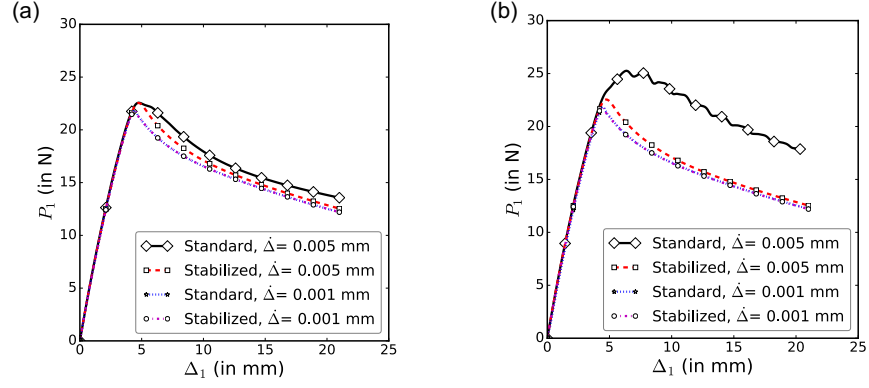 (a)
30
25
20
15
10
5
0
P₁ (in N)
0 5 10 15 20 25
Δ₁ (in mm)
Standard, Δ̇= 0.005 mm
Stabilized, Δ̇= 0.005 mm
Standard, Δ̇= 0.001 mm
Stabilized, Δ̇= 0.001 mm
(b)
30
25
20
15
10
5
0
P₁ (in N)
0 5 10 15 20 25
Δ₁ (in mm)
Standard, Δ̇= 0.005 mm
Stabilized, Δ̇= 0.005 mm
Standard, Δ̇= 0.001 mm
Stabilized, Δ̇= 0.001 mm